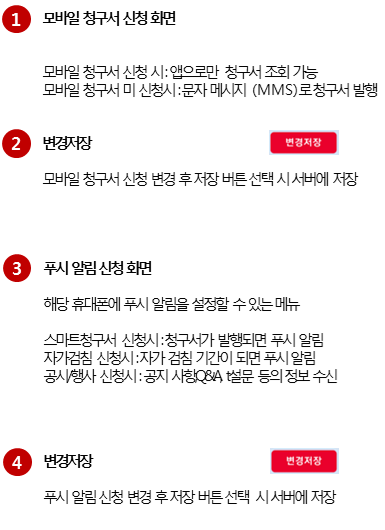 1 모바일 청구서 신청 화면
모바일 청구서 신청 시 : 앱으로만 청구서 조회 가능
모바일 청구서 미 신청시 : 문자 메시지 (MMS)로 청구서 발행
2 변경저장 변경저장
모바일 청구서 신청 변경 후 저장 버튼 선택 시 서버에 저장
3 푸시 알림 신청 화면
해당 휴대폰에 푸시 알림을 설정할 수 있는 메뉴
스마트청구서 신청시 : 청구서가 발행되면 푸시 알림
자가검침 신청시 : 자가 검침 기간이 되면 푸시 알림
공시/행사 신청시 : 공지 사항Q&A, 설문 등의 정보 수신
4 변경저장 변경저장
푸시 알림 신청 변경 후 저장 버튼 선택 시 서버에 저장